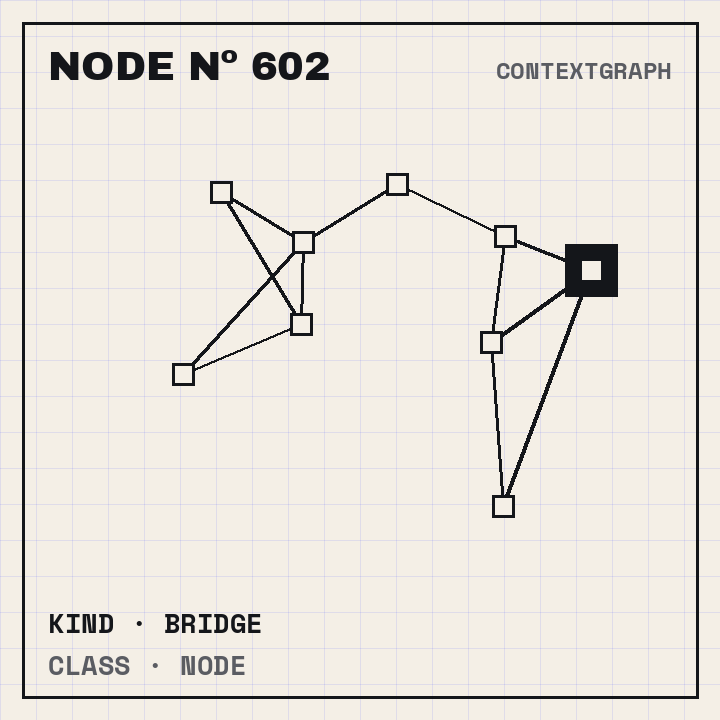 NODE Nº 602
CONTEXTGRAPH
KIND · BRIDGE
CLASS · NODE